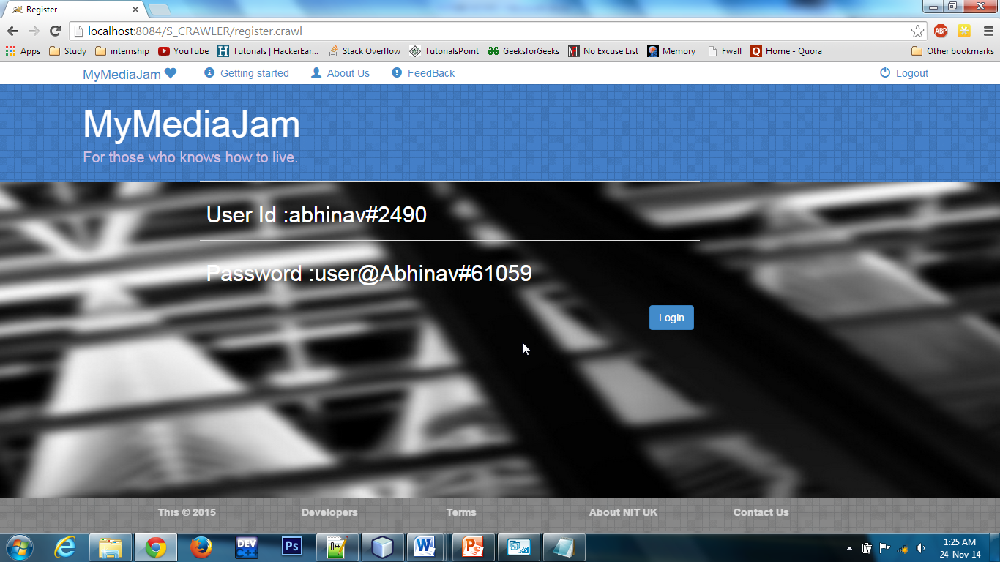 Register
localhost:8084/S_CRAWLER/register.crawl
Apps Study internship YouTube Tutorials | HackerEar... Stack Overflow TutorialsPoint GeeksforGeeks No Excuse List Memory Fwall Home - Quora Other bookmarks
MyMediaJam Getting started About Us FeedBack Logout
MyMediaJam
For those who knows how to live.
User Id :abhinav#2490
Password :user@Abhinav#61059
Login
This © 2015 Developers Terms About NIT UK Contact Us
1:25 AM
24-Nov-14